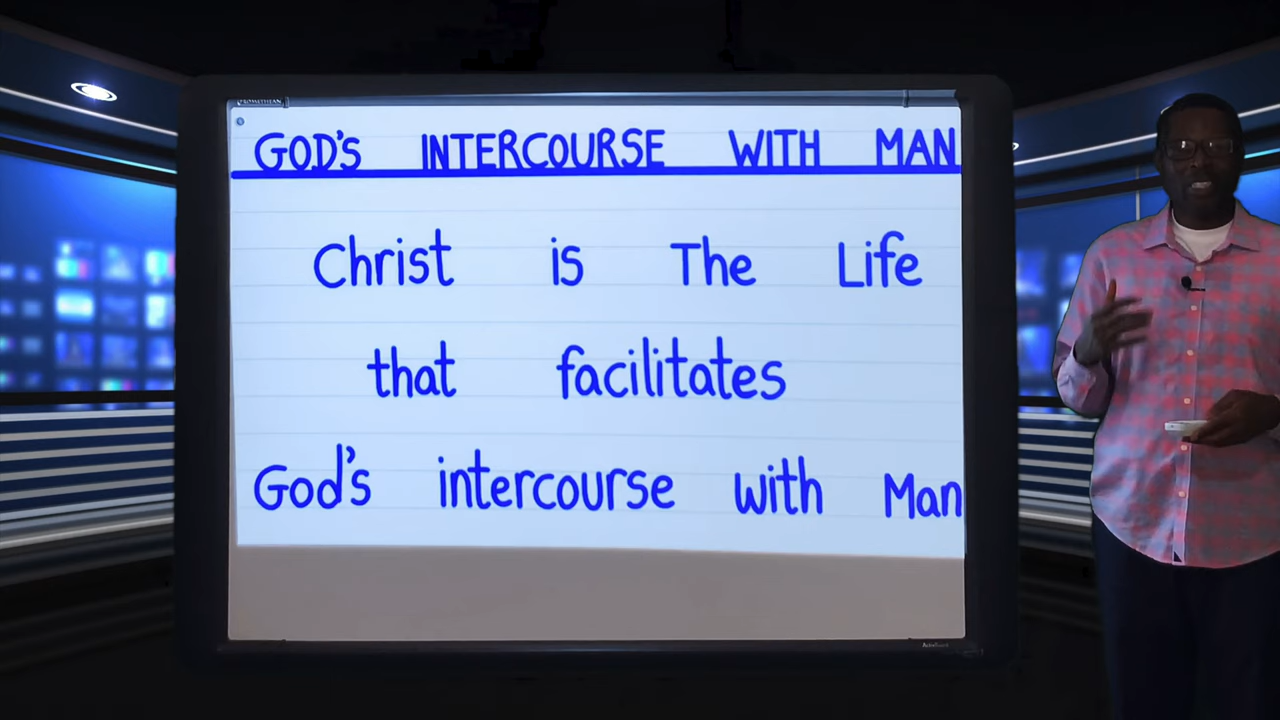 GOD'S INTERCOURSE WITH MAN
Christ is The Life
that facilitates
God's intercourse with Man